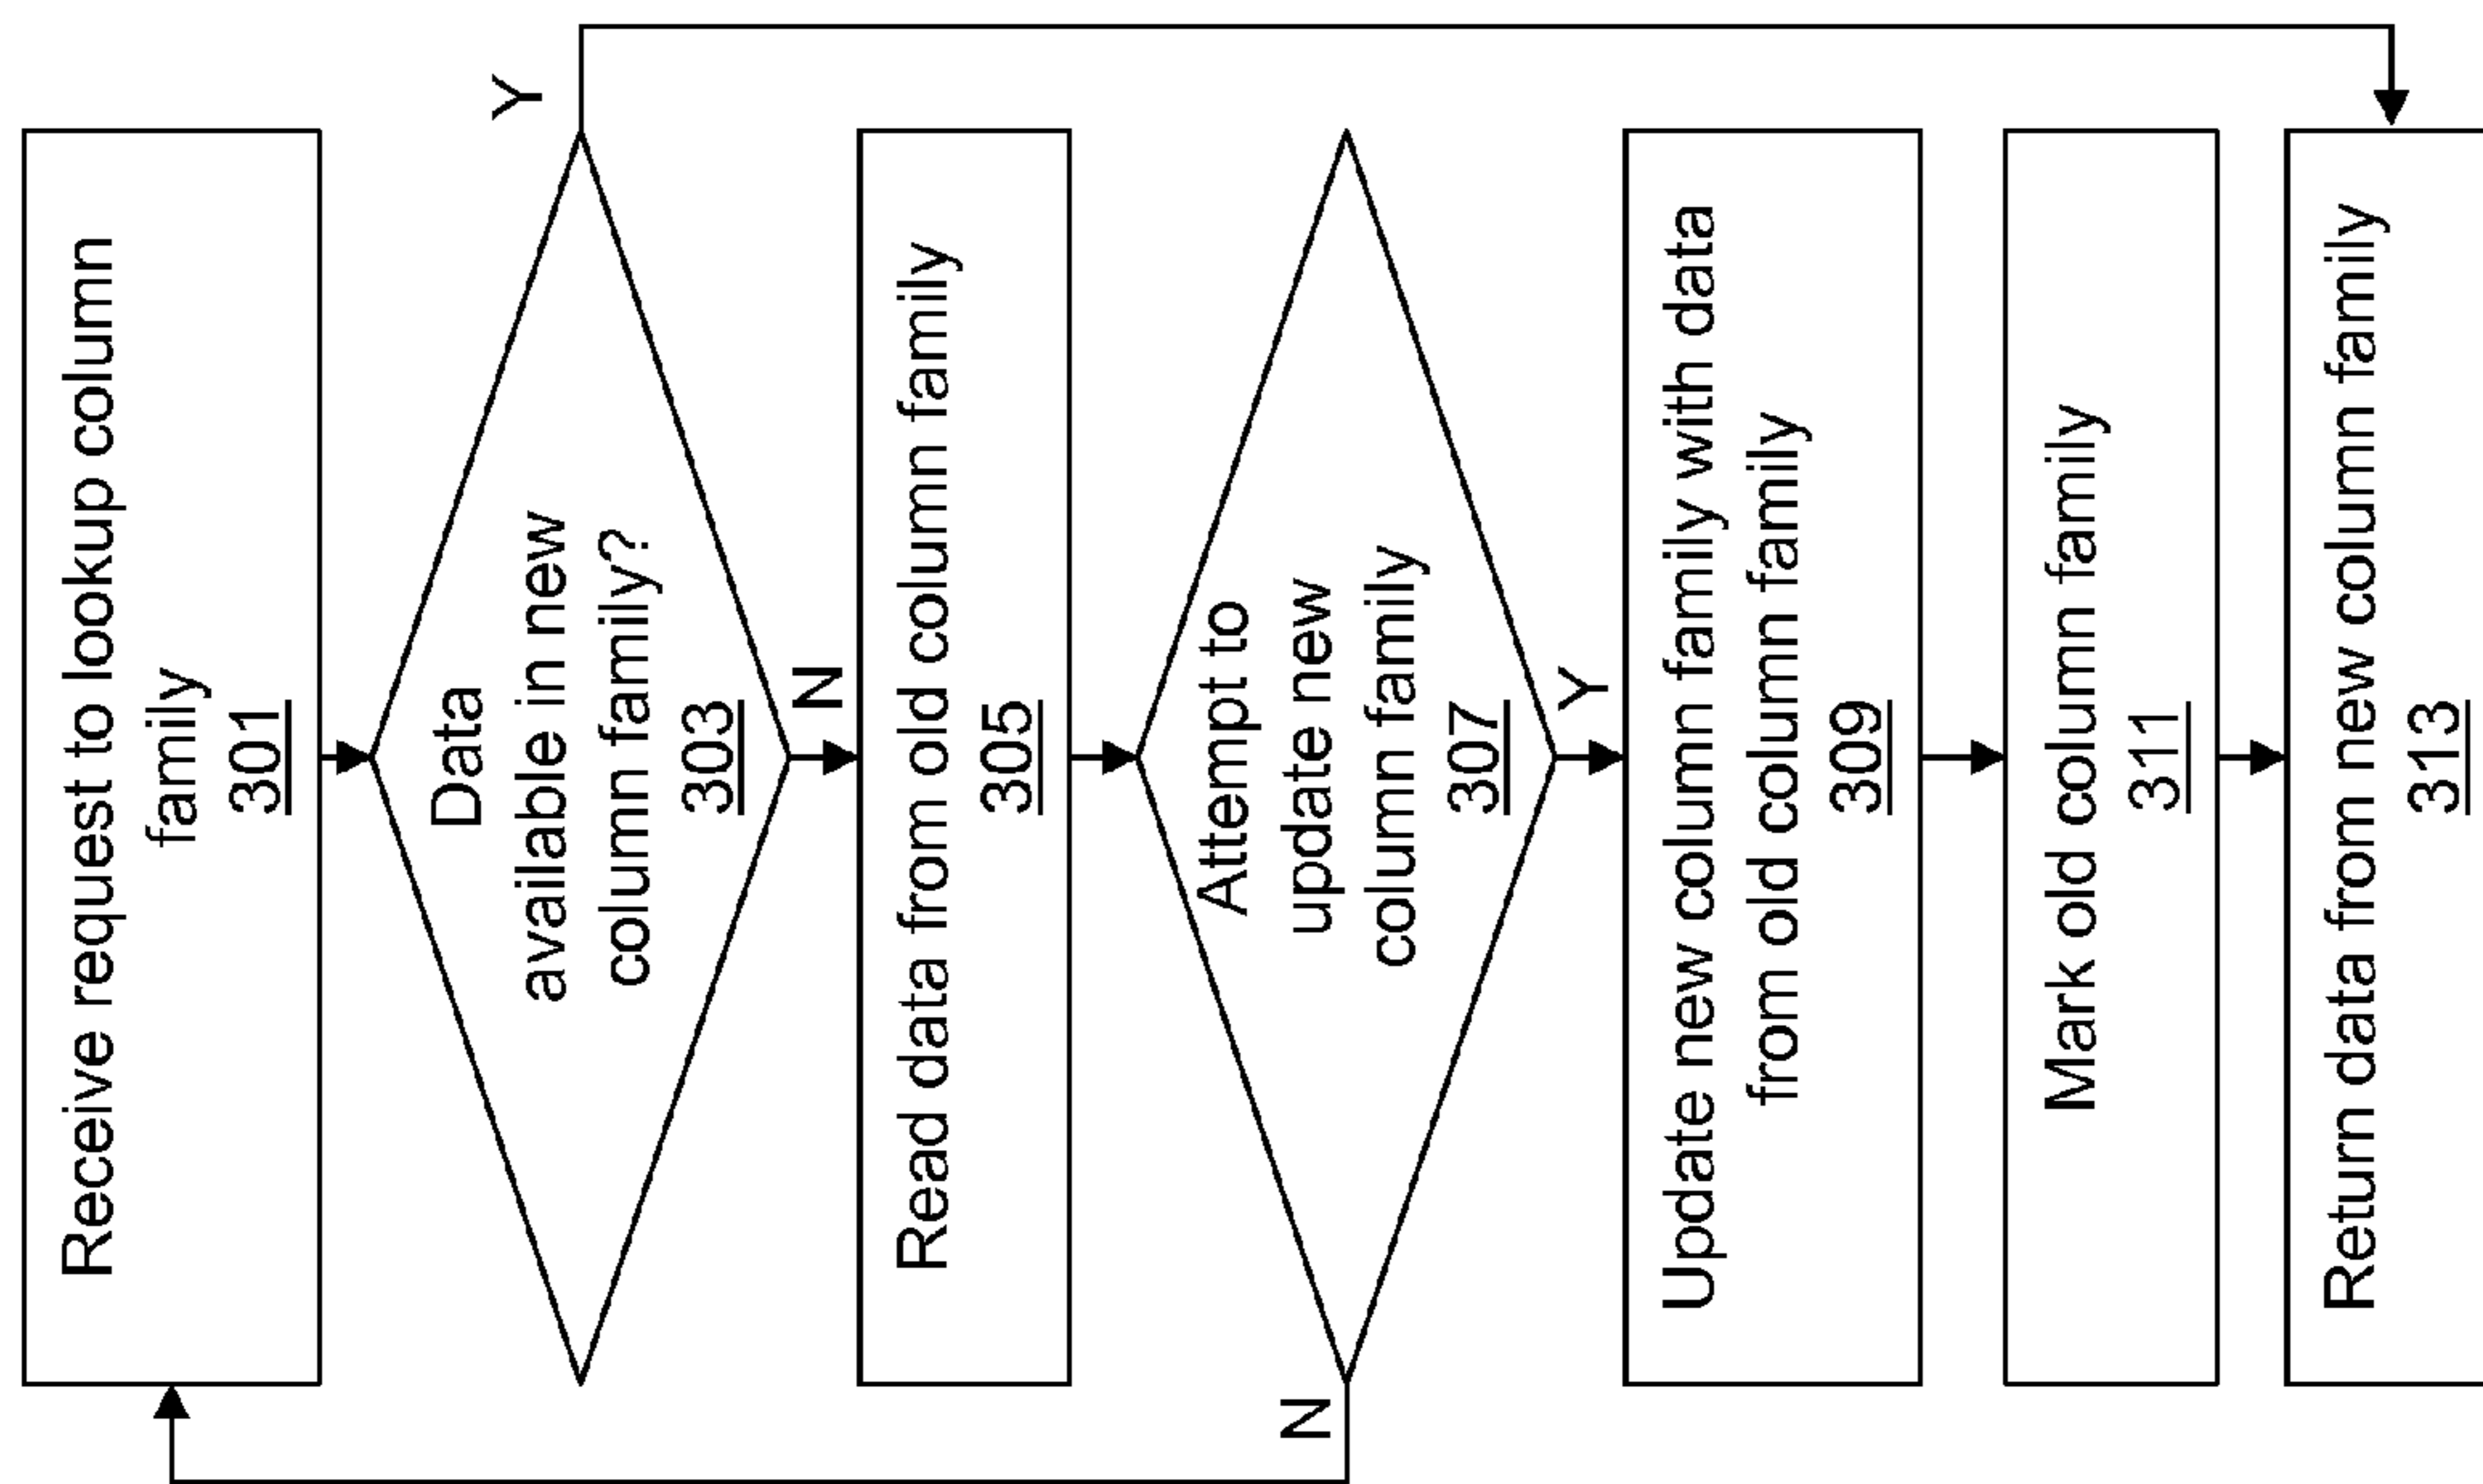 Receive request to lookup column
family
301
Data
available in new
column family?
303
Y
N
Read data from old column family
305
Attempt to
update new
column family
307
N
Y
Update new column family with data
from old column family
309
Mark old column family
311
Return data from new column family
313